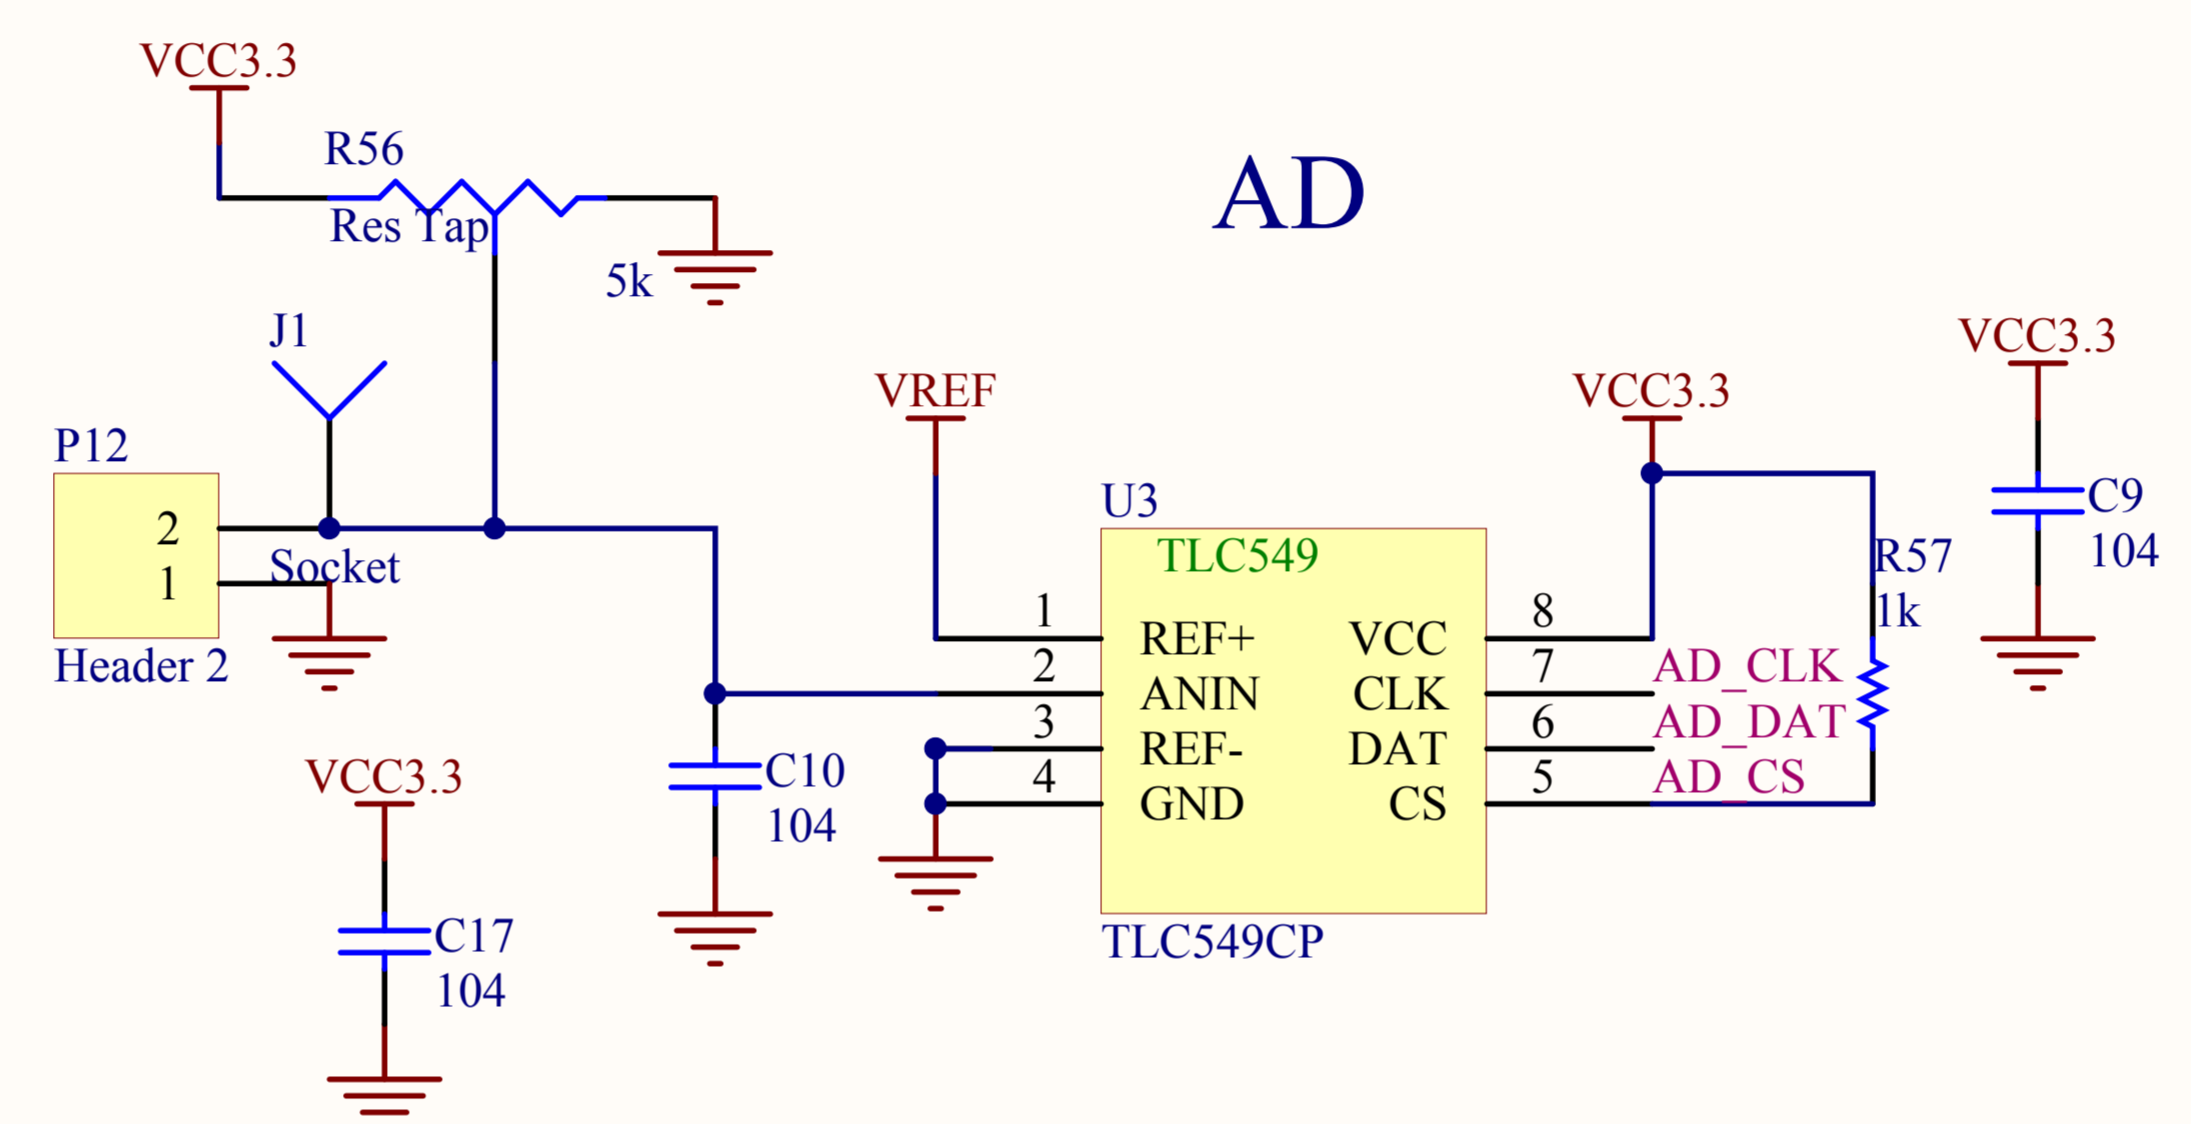 VCC3.3
R56
Res Tap
5k
AD
J1
P12
2
1
Socket
Header 2
VREF
VCC3.3
VCC3.3
C9
104
U3
TLC549
R57
1k
1 REF+ VCC 8
2 ANIN CLK 7 AD_CLK
3 REF- DAT 6 AD_DAT
4 GND CS 5 AD_CS
TLC549CP
C10
104
VCC3.3
C17
104